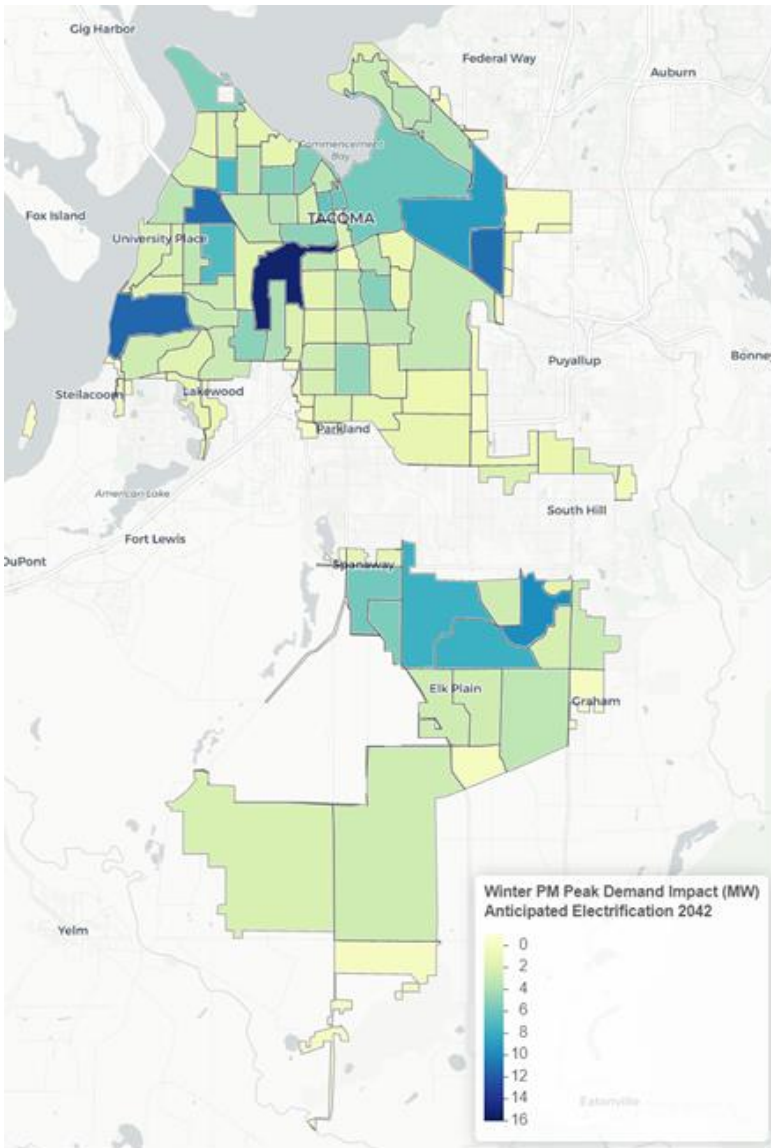 Gig Harbor
Federal Way
Auburn
Commencement
Bay
Fox Island
TACOMA
University Place
Puyallup
Bonney
Steilacoom
Lakewood
Parkland
American Lake
South Hill
Fort Lewis
DuPont
Spanaway
Elk Plain
Graham
Winter PM Peak Demand Impact (MW)
Anticipated Electrification 2042
Yelm
0
2
4
6
8
10
12
14
16
Eatonville